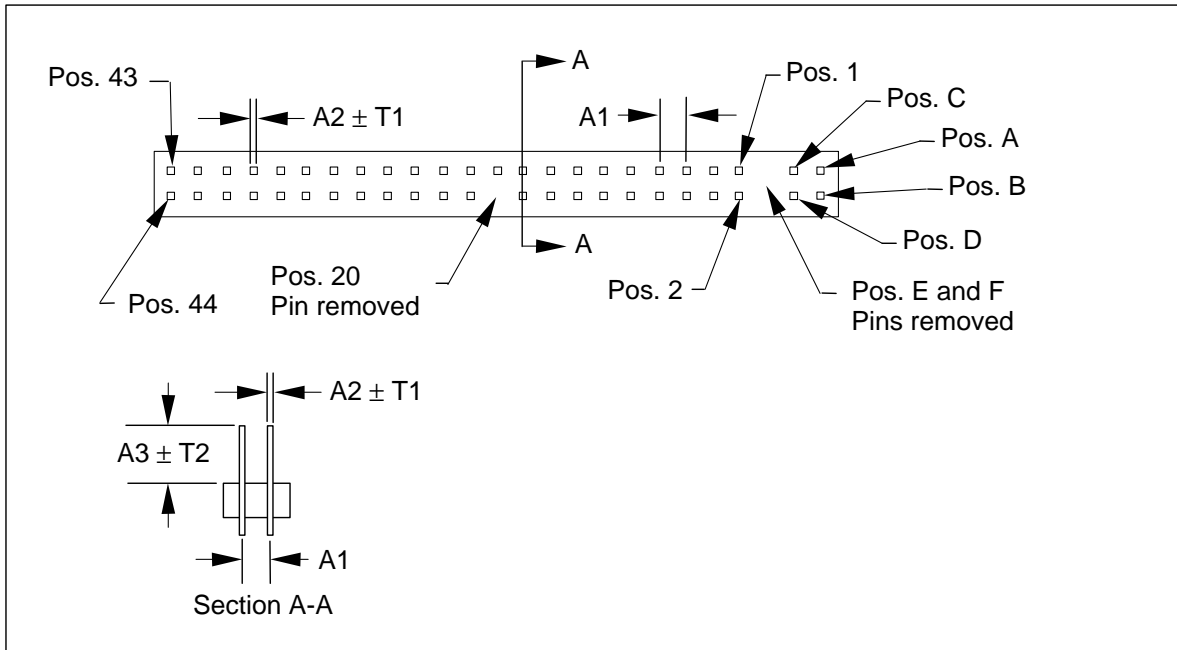 A
Pos. 1
Pos. 43
Pos. C
A2 ± T1
A1
Pos. A
Pos. B
Pos. D
A
Pos. 20
Pin removed
Pos. 44
Pos. 2
Pos. E and F
Pins removed
A2 ± T1
A3 ± T2
A1
Section A-A